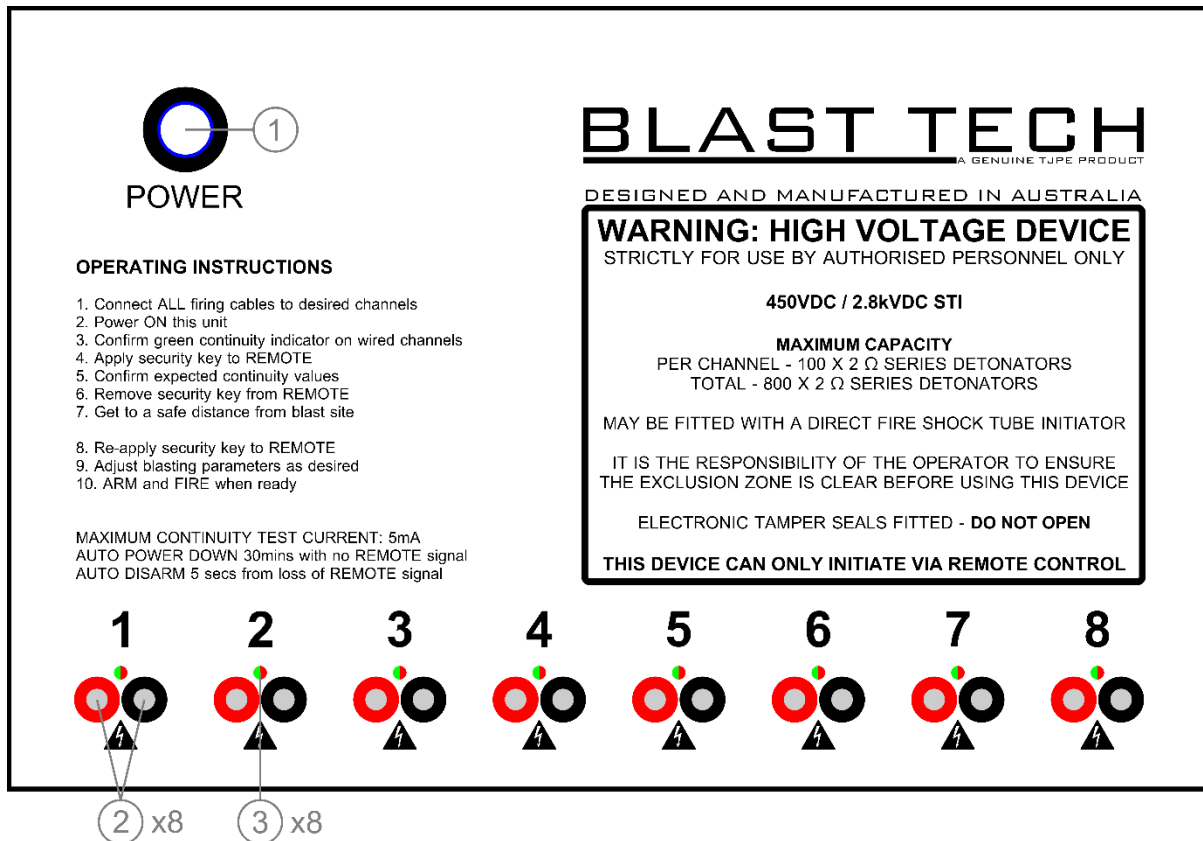 1
POWER
BLAST TECH
A GENUINE TJPE PRODUCT
DESIGNED AND MANUFACTURED IN AUSTRALIA
OPERATING INSTRUCTIONS
1. Connect ALL firing cables to desired channels
2. Power ON this unit
3. Confirm green continuity indicator on wired channels
4. Apply security key to REMOTE
5. Confirm expected continuity values
6. Remove security key from REMOTE
7. Get to a safe distance from blast site
8. Re-apply security key to REMOTE
9. Adjust blasting parameters as desired
10. ARM and FIRE when ready
MAXIMUM CONTINUITY TEST CURRENT: 5mA
AUTO POWER DOWN 30mins with no REMOTE signal
AUTO DISARM 5 secs from loss of REMOTE signal
WARNING: HIGH VOLTAGE DEVICE
STRICTLY FOR USE BY AUTHORISED PERSONNEL ONLY
450VDC / 2.8kVDC STI
MAXIMUM CAPACITY
PER CHANNEL - 100 X 2 Ω SERIES DETONATORS
TOTAL - 800 X 2 Ω SERIES DETONATORS
MAY BE FITTED WITH A DIRECT FIRE SHOCK TUBE INITIATOR
IT IS THE RESPONSIBILITY OF THE OPERATOR TO ENSURE
THE EXCLUSION ZONE IS CLEAR BEFORE USING THIS DEVICE
ELECTRONIC TAMPER SEALS FITTED - DO NOT OPEN
THIS DEVICE CAN ONLY INITIATE VIA REMOTE CONTROL
1 2 3 4 5 6 7 8
2 x8 3 x8